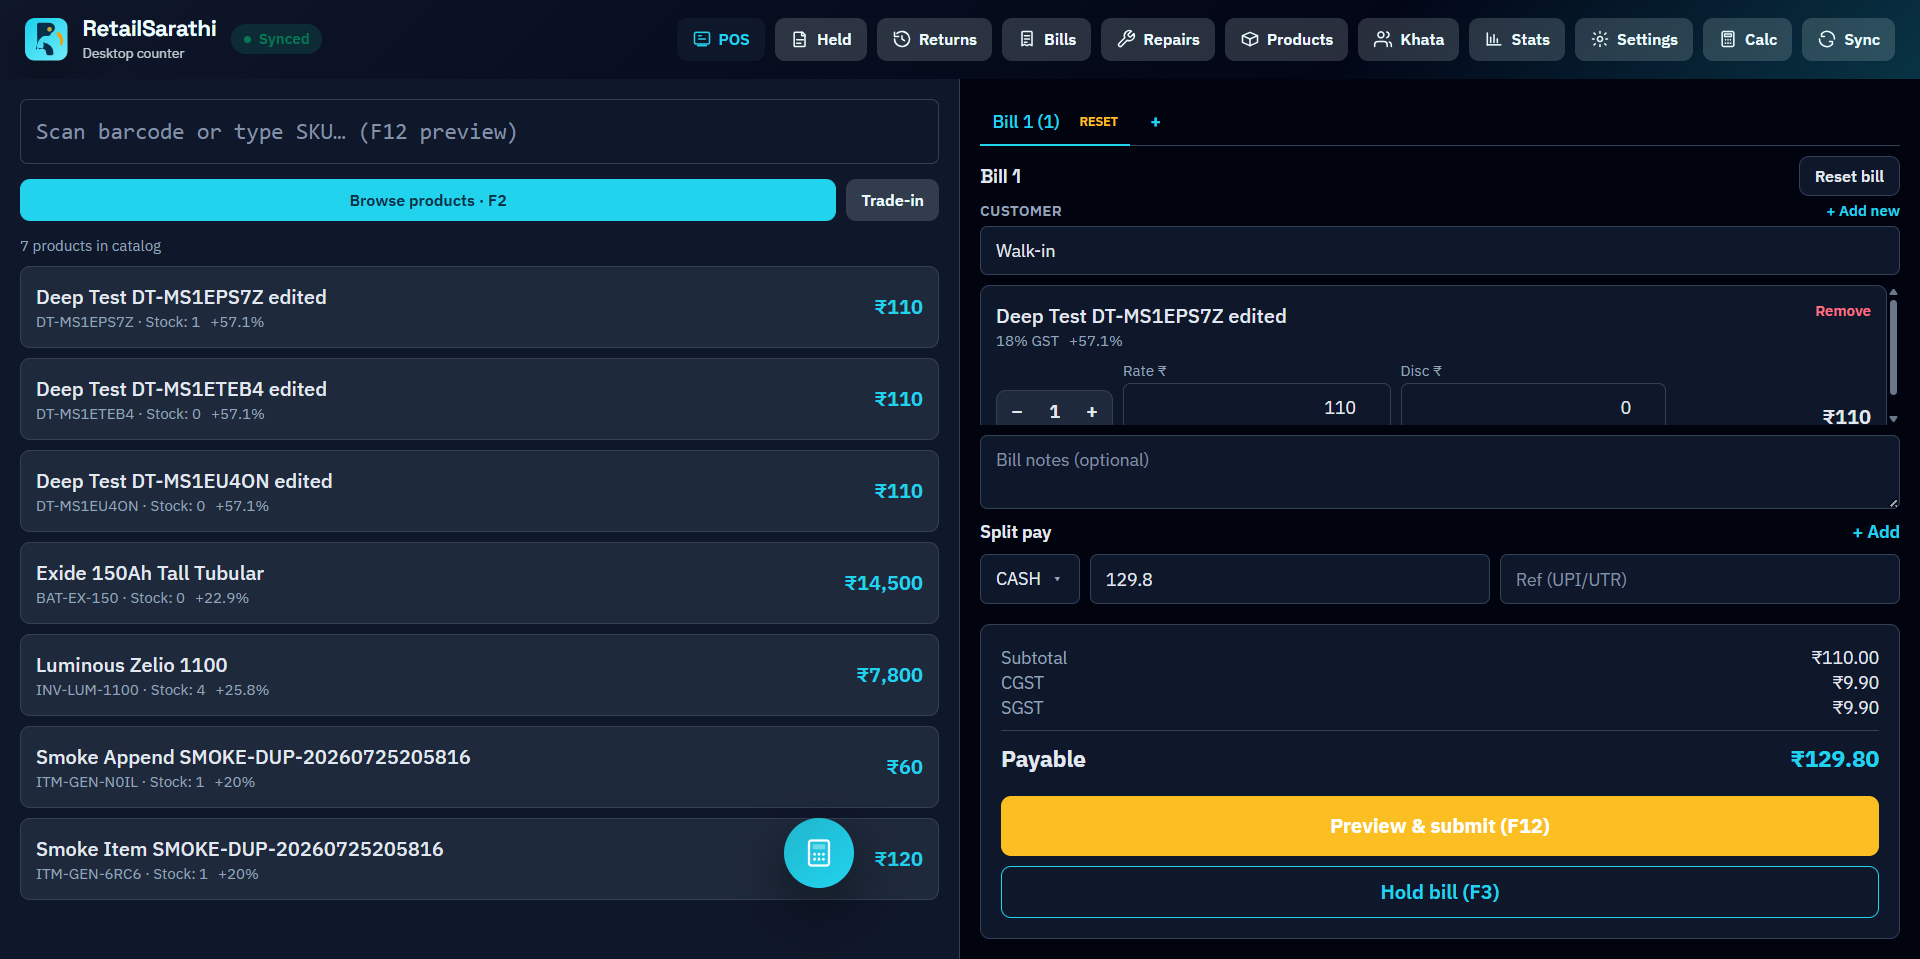 RetailSarathi
Desktop counter
Synced
POS
Held
Returns
Bills
Repairs
Products
Khata
Stats
Settings
Calc
Sync
Scan barcode or type SKU… (F12 preview)
Browse products · F2
Trade-in
7 products in catalog
Deep Test DT-MS1EPS7Z edited
DT-MS1EPS7Z · Stock: 1 +57.1%
₹110
Deep Test DT-MS1ETEB4 edited
DT-MS1ETEB4 · Stock: 0 +57.1%
₹110
Deep Test DT-MS1EU4ON edited
DT-MS1EU4ON · Stock: 0 +57.1%
₹110
Exide 150Ah Tall Tubular
BAT-EX-150 · Stock: 0 +22.9%
₹14,500
Luminous Zelio 1100
INV-LUM-1100 · Stock: 4 +25.8%
₹7,800
Smoke Append SMOKE-DUP-20260725205816
ITM-GEN-N0IL · Stock: 1 +20%
₹60
Smoke Item SMOKE-DUP-20260725205816
ITM-GEN-6RC6 · Stock: 1 +20%
₹120
Bill 1 (1)
RESET
+
Bill 1
Reset bill
CUSTOMER
+ Add new
Walk-in
Deep Test DT-MS1EPS7Z edited
Remove
18% GST +57.1%
Rate ₹
Disc ₹
− 1 +
110
0
₹110
Bill notes (optional)
Split pay
+ Add
CASH
129.8
Ref (UPI/UTR)
Subtotal
₹110.00
CGST
₹9.90
SGST
₹9.90
Payable
₹129.80
Preview & submit (F12)
Hold bill (F3)